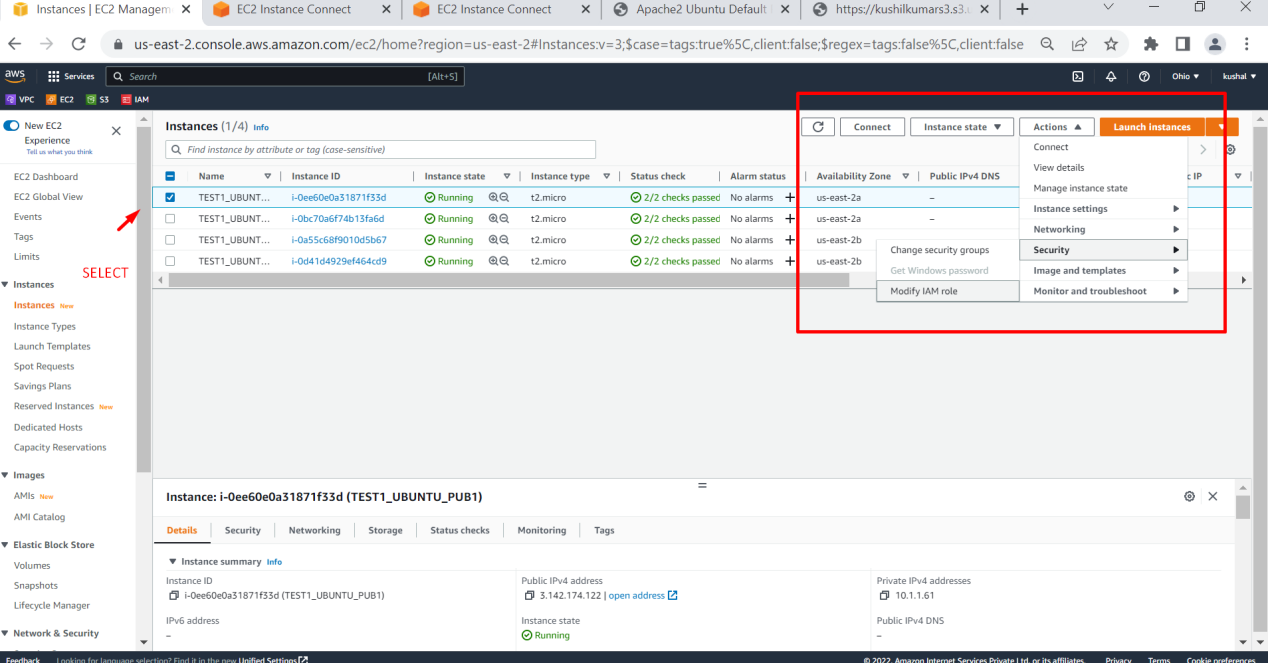 Instances | EC2 Managem
EC2 Instance Connect
EC2 Instance Connect
Apache2 Ubuntu Default
https://kushilkumars3.s3.
us-east-2.console.aws.amazon.com/ec2/home?region=us-east-2#Instances:v=3;$case=tags:true%5C,client:false;$regex=tags:false%5C,client:false
aws
Services
Search
[Alt+S]
Ohio ▼
kushal ▼
VPC
EC2
S3
IAM
New EC2
Experience
Tell us what you think
EC2 Dashboard
EC2 Global View
Events
Tags
Limits
SELECT
Instances
Instances New
Instance Types
Launch Templates
Spot Requests
Savings Plans
Reserved Instances New
Dedicated Hosts
Capacity Reservations
Images
AMIs New
AMI Catalog
Elastic Block Store
Volumes
Snapshots
Lifecycle Manager
Network & Security
Instances (1/4) Info
Connect
Instance state ▼
Actions ▲
Launch instances ▼
Find instance by attribute or tag (case-sensitive)
Name
Instance ID
Instance state
Instance type
Status check
Alarm status
Availability Zone
Public IPv4 DNS
IP
TEST1_UBUNT... i-0ee60e0a31871f33d Running t2.micro 2/2 checks passed No alarms + us-east-2a –
TEST1_UBUNT... i-0bc70a6f74b13fa6d Running t2.micro 2/2 checks passed No alarms + us-east-2a –
TEST1_UBUNT... i-0a55c68f9010d5b67 Running t2.micro 2/2 checks passed No alarms + us-east-2b
TEST1_UBUNT... i-0d41d4929ef464cd9 Running t2.micro 2/2 checks passed No alarms + us-east-2b
Connect
View details
Manage instance state
Instance settings
Networking
Security
Image and templates
Monitor and troubleshoot
Change security groups
Get Windows password
Modify IAM role
Instance: i-0ee60e0a31871f33d (TEST1_UBUNTU_PUB1)
Details
Security
Networking
Storage
Status checks
Monitoring
Tags
Instance summary Info
Instance ID
i-0ee60e0a31871f33d (TEST1_UBUNTU_PUB1)
Public IPv4 address
3.142.174.122 | open address
Private IPv4 addresses
10.1.1.61
IPv6 address
–
Instance state
Running
Public IPv4 DNS
–
Feedback
Looking for language selection? Find it in the new Unified Settings
© 2022, Amazon Internet Services Private Ltd. or its affiliates.
Privacy
Terms
Cookie preferences